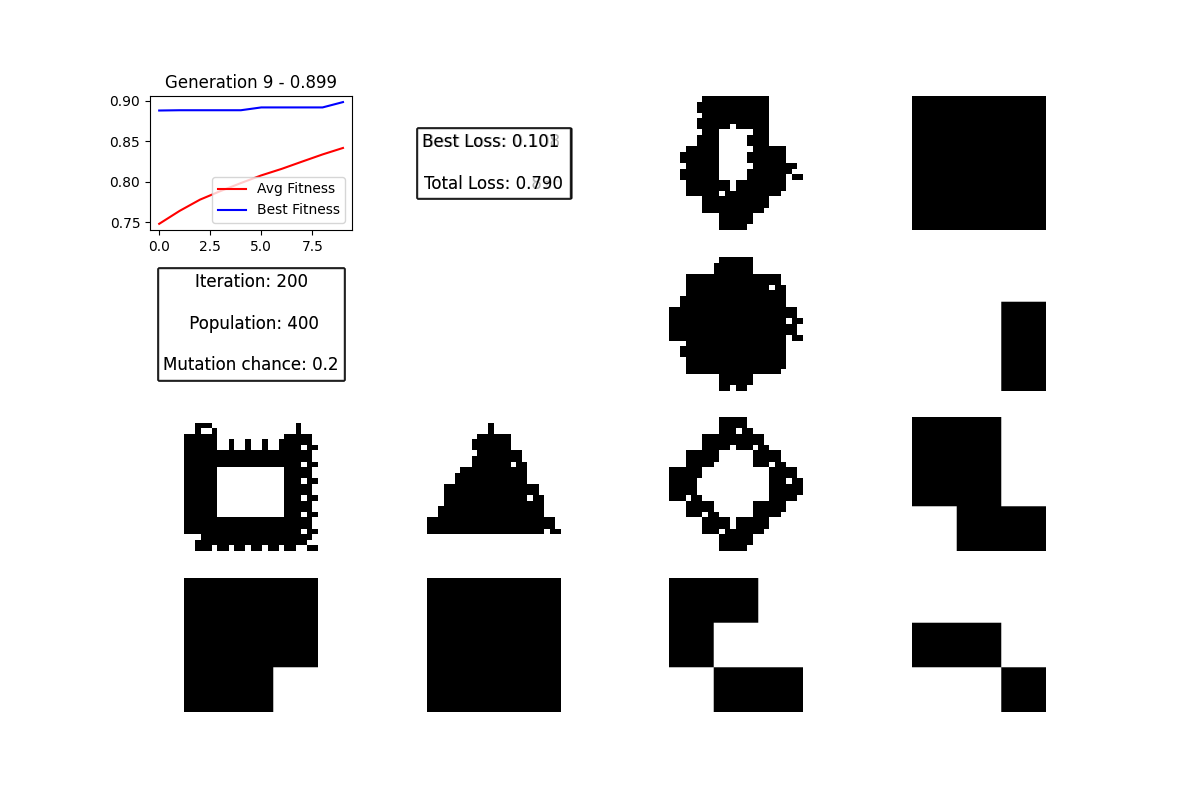 Generation 9 - 0.899
0.90
0.85
0.80
0.75
Avg Fitness
Best Fitness
0.0 2.5 5.0 7.5
Best Loss: 0.101
Total Loss: 0.790
Iteration: 200
Population: 400
Mutation chance: 0.2